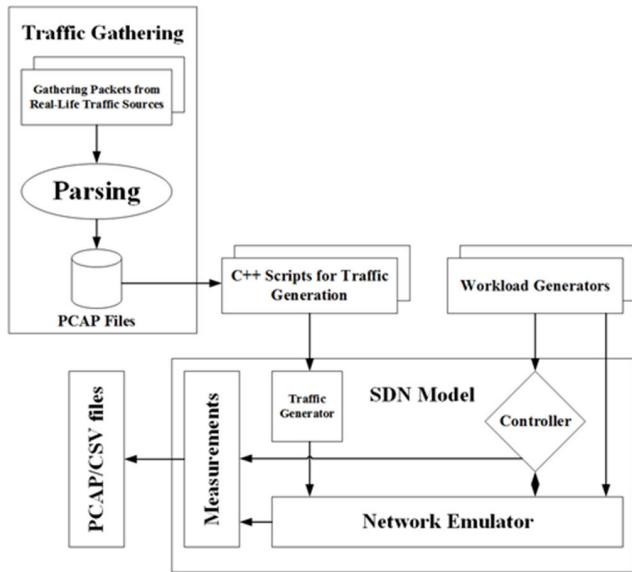 Traffic Gathering
Gathering Packets from
Real-Life Traffic Sources
Parsing
PCAP Files
C++ Scripts for Traffic
Generation
Workload Generators
PCAP/CSV files
Measurements
Traffic
Generator
SDN Model
Controller
Network Emulator